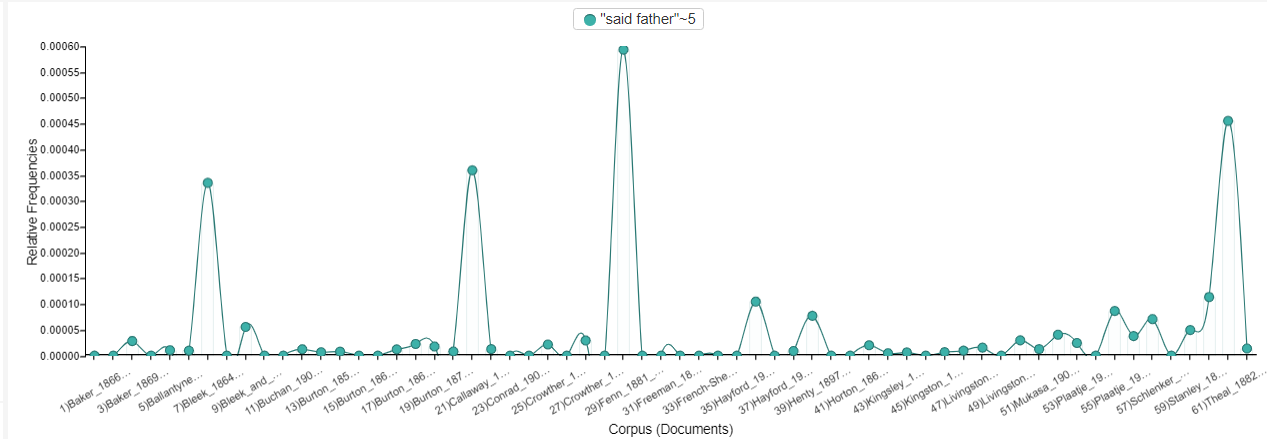 "said father"~5
0.00060
0.00055
0.00050
0.00045
0.00040
0.00035
0.00030
0.00025
0.00020
0.00015
0.00010
0.00005
0.00000
Relative Frequencies
1)Baker_1866...
3)Baker_1869...
5)Ballantyne...
7)Bleek_1864...
9)Bleek_and_...
11)Buchan_190...
13)Burton_185...
15)Burton_186...
17)Burton_186...
19)Burton_187...
21)Callaway_1...
23)Conrad_190...
25)Crowther_1...
27)Crowther_1...
29)Fenn_1881_...
31)Freeman_18...
33)French-She...
35)Hayford_19...
37)Hayford_19...
39)Henty_1897...
41)Horton_186...
43)Kingsley_1...
45)Kingston_1...
47)Livingston...
49)Livingston...
51)Mukasa_190...
53)Plaatje_19...
55)Plaatje_19...
57)Schlenker_...
59)Stanley_18...
61)Theal_1882...
Corpus (Documents)